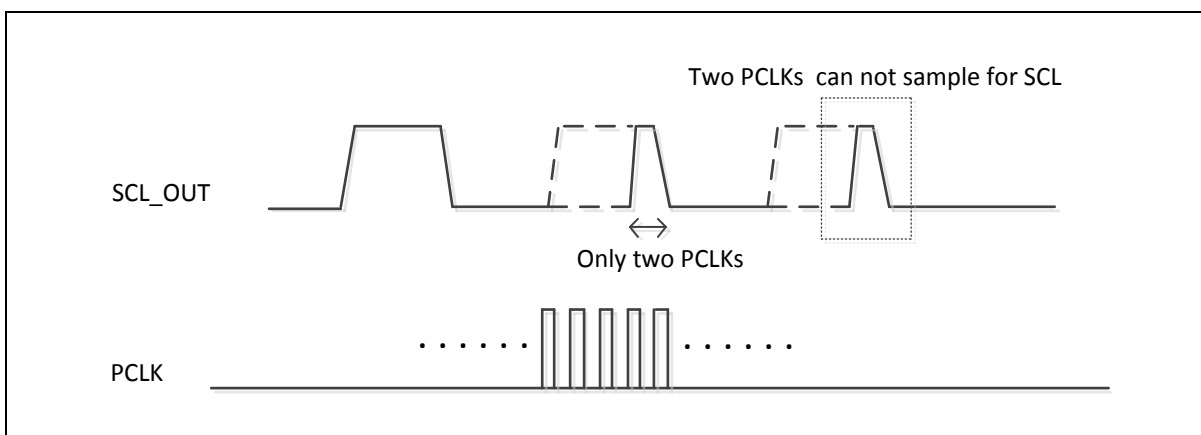 Two PCLKs can not sample for SCL
SCL_OUT
Only two PCLKs
. . . . . . . . . . . .
PCLK